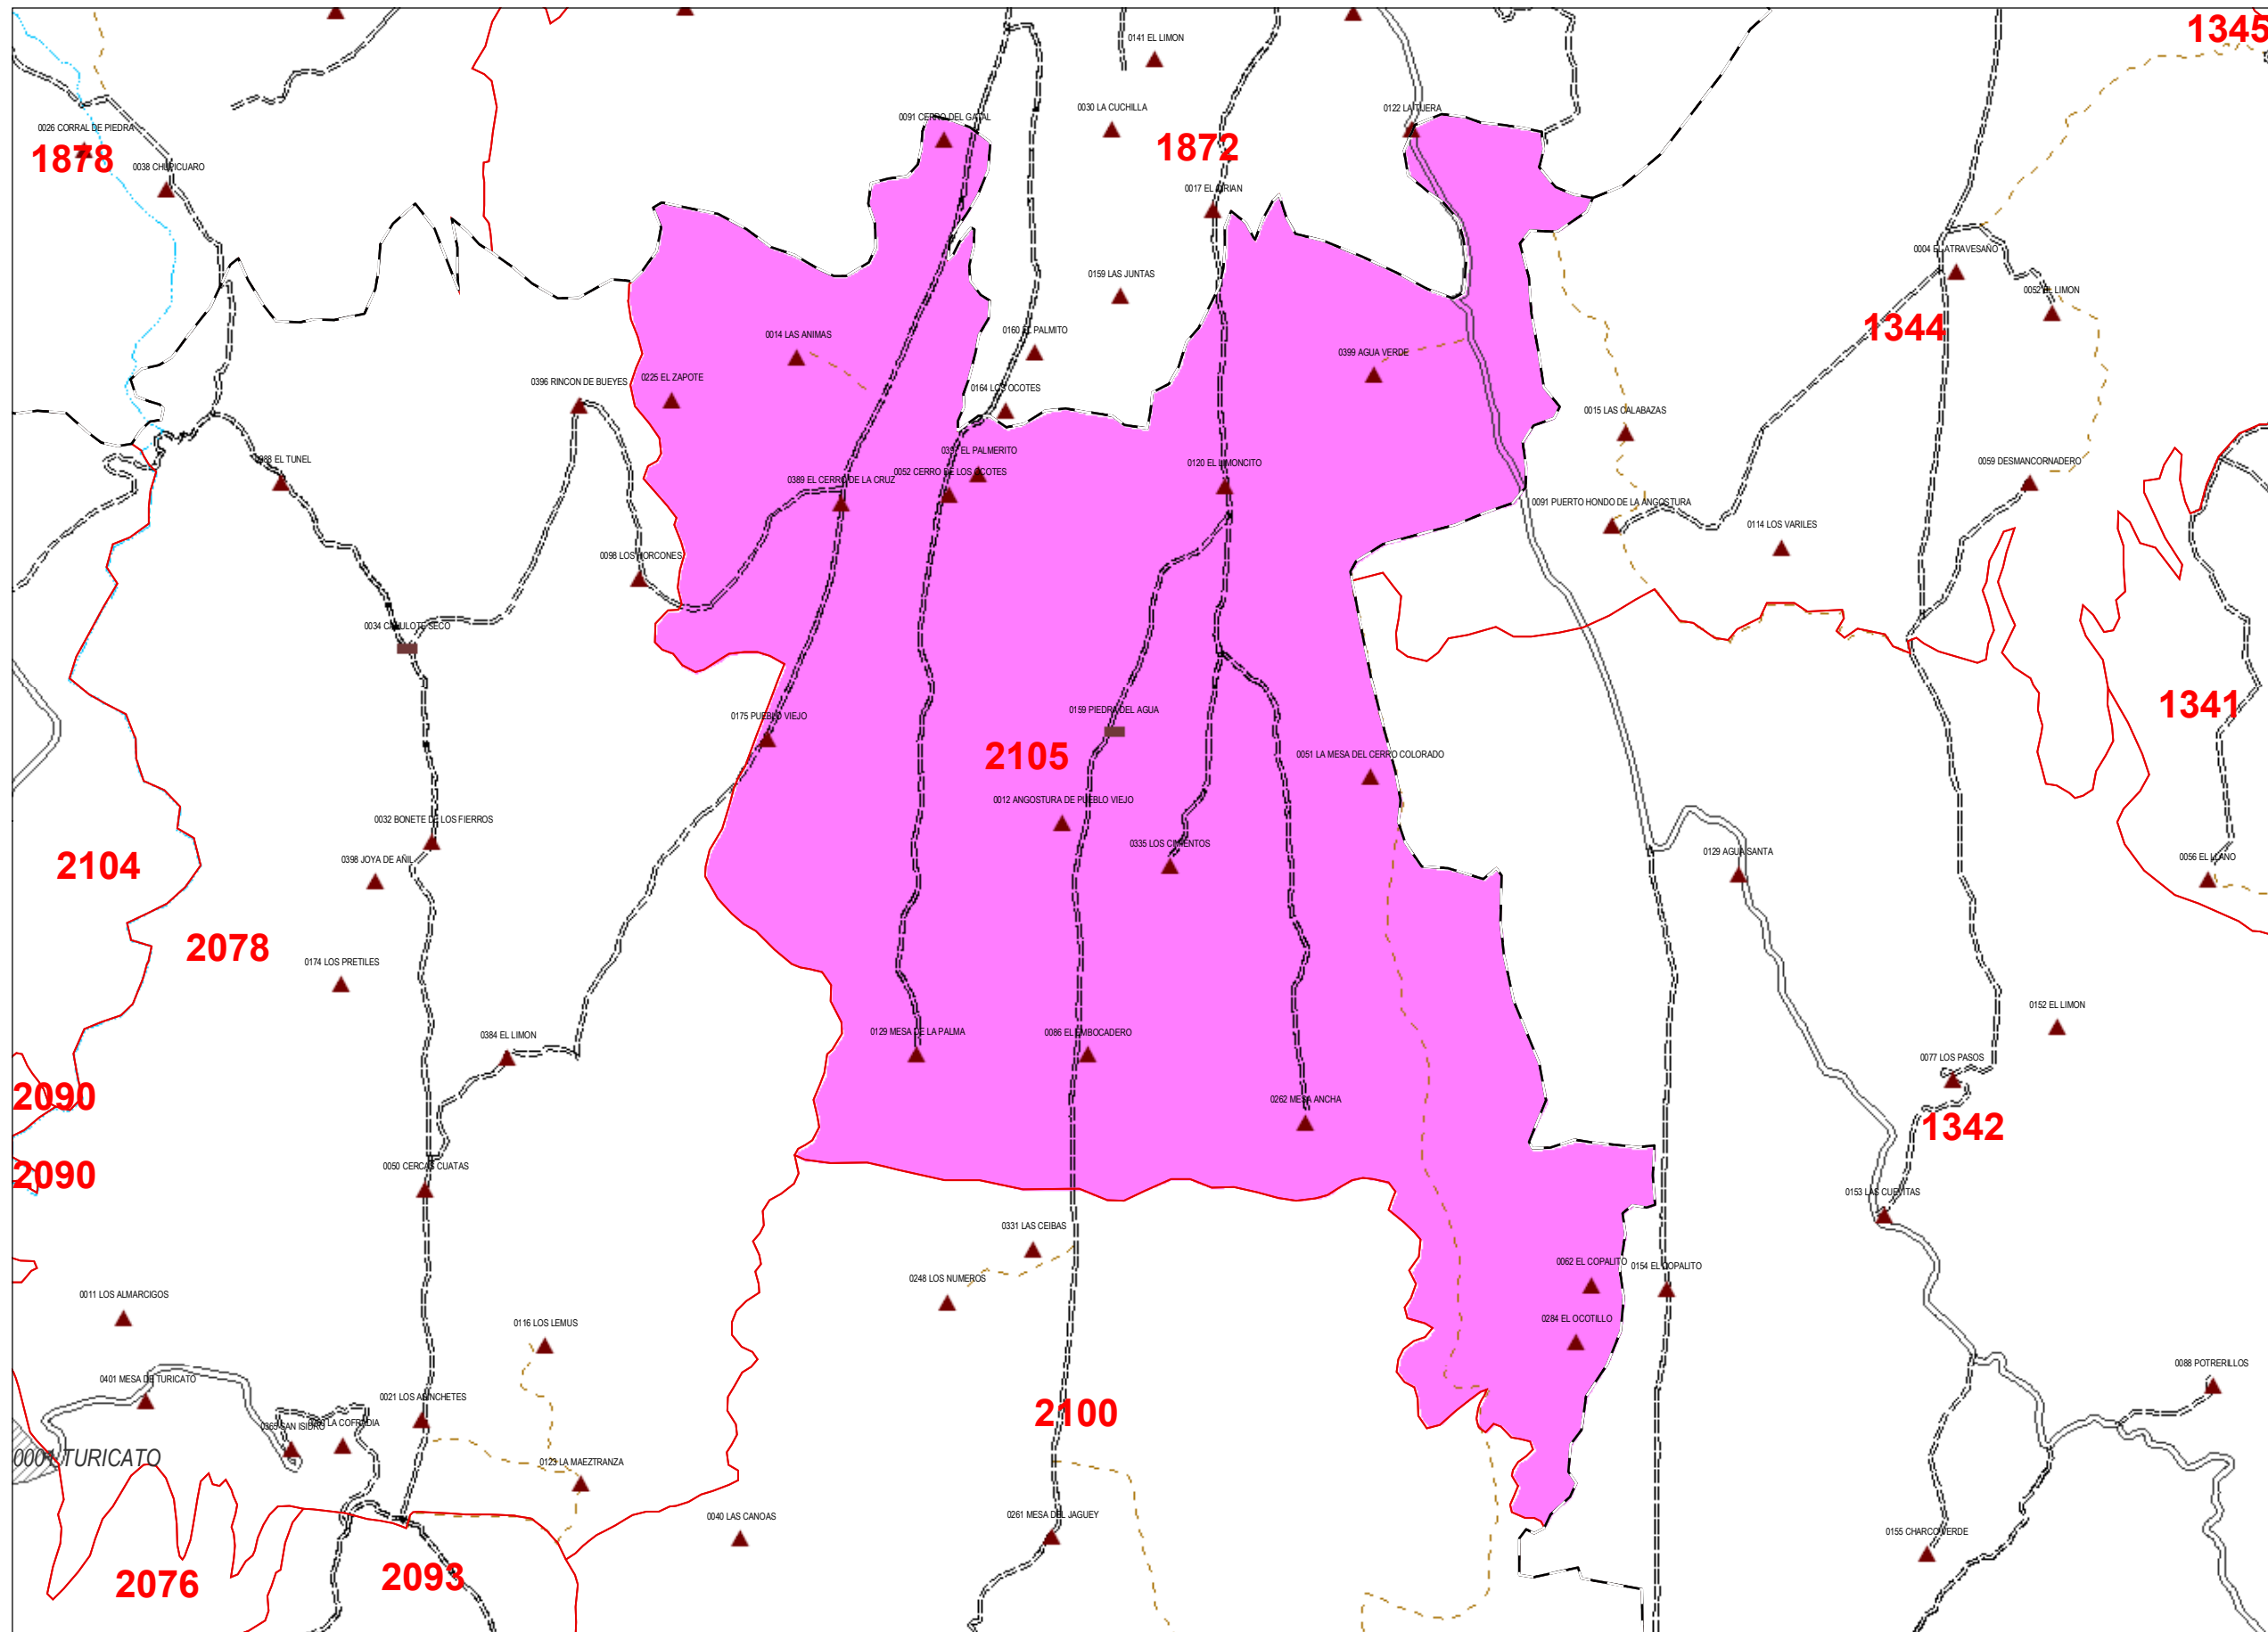 1345
0141 EL LIMON
0030 LA CUCHILLA
0122 LA TUERA
0091 CERRO DEL GATAL
0026 CORRAL DE PIEDRA
1878
1872
0038 CHUPICUARO
0017 EL CIRIAN
0004 EL ATRAVESAÑO
0159 LAS JUNTAS
0052 EL LIMON
1344
0014 LAS ANIMAS
0160 EL PALMITO
0399 AGUA VERDE
0396 RINCON DE BUEYES
0225 EL ZAPOTE
0164 LOS OCOTES
0015 LAS CALABAZAS
EL PALMERITO
0388 EL TUNEL
0120 EL LIMONCITO
0059 DESMANCORNADERO
0052 CERRO DE LOS OCOTES
0389 EL CERRO DE LA CRUZ
0091 PUERTO HONDO DE LA ANGOSTURA
0114 LOS VARILES
0098 LOS HORCONES
0034 CAHULOTE SECO
1341
0159 PIEDRA DEL AGUA
0175 PUEBLO VIEJO
2105
0051 LA MESA DEL CERRO COLORADO
0012 ANGOSTURA DE PUEBLO VIEJO
0032 BONETE DE LOS FIERROS
0335 LOS CIMIENTOS
0129 AGUA SANTA
0056 EL LLANO
2104
0398 JOYA DE AÑIL
2078
0174 LOS PRETILES
0152 EL LIMON
0384 EL LIMON
0129 MESA DE LA PALMA
0086 EL EMBOCADERO
0077 LOS PASOS
2090
0262 MESA ANCHA
1342
0050 CERCAS CUATAS
2090
0153 LAS CUEVITAS
0331 LAS CEIBAS
0062 EL COPALITO
0154 EL COPALITO
0248 LOS NUMEROS
0011 LOS ALMARCIGOS
0116 LOS LEMUS
0284 EL OCOTILLO
0088 POTRERILLOS
0401 MESA DE TURICATO
0021 LOS APINCHETES
2100
0365 SAN ISIDRO
LA COFRADIA
0001 TURICATO
0123 LA MAEZTRANZA
0040 LAS CANOAS
0261 MESA DEL JAGUEY
0155 CHARCO VERDE
2076
2093